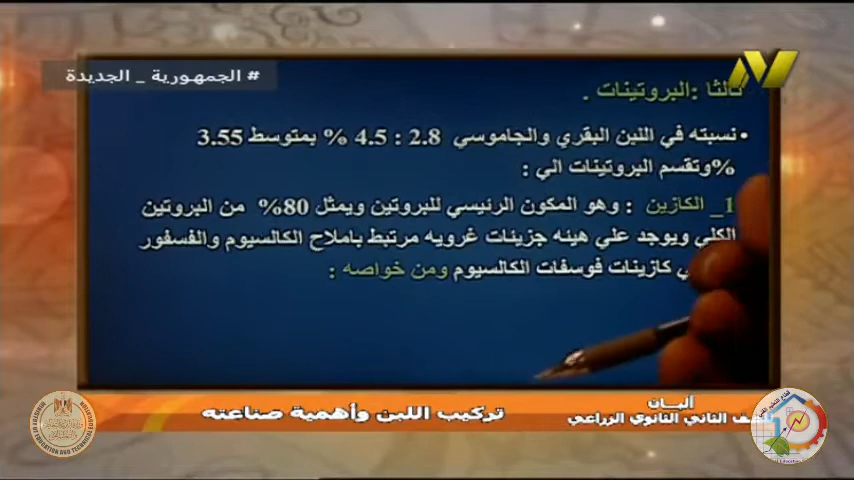 # الجمهورية _ الجديدة
ثالثا :البروتينات .
• نسبته في اللبن البقري والجاموسي 2.8 : 4.5 % بمتوسط 3.55
%وتقسم البروتينات الي :
1_ الكازين : وهو المكون الرئيسي للبروتين ويمثل 80% من البروتين
الكلي ويوجد علي هيئه جزيئات غرويه مرتبط باملاح الكالسيوم والفسفور
كازينات فوسفات الكالسيوم ومن خواصه :
ألبان
الثاني الثانوي الزراعي
تركيب اللبن وأهمية صناعته